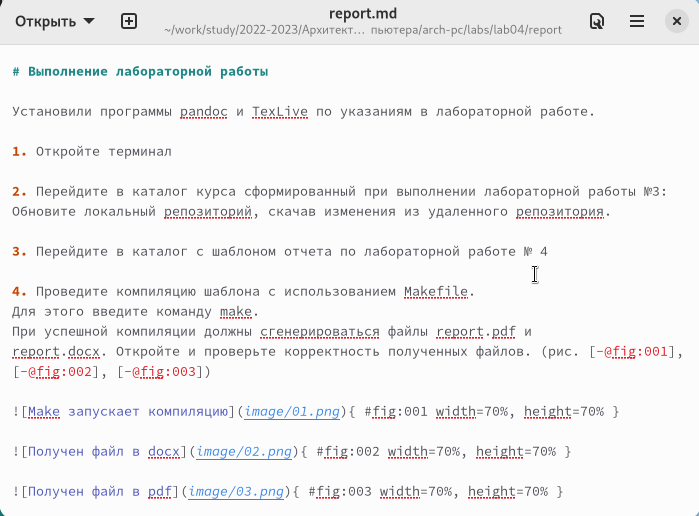 Открыть
report.md
~/work/study/2022-2023/Архитект… пьютера/arch-pc/labs/lab04/report
# Выполнение лабораторной работы
Установили программы pandoc и TexLive по указаниям в лабораторной работе.
1. Откройте терминал
2. Перейдите в каталог курса сформированный при выполнении лабораторной работы №3:
Обновите локальный репозиторий, скачав изменения из удаленного репозитория.
3. Перейдите в каталог с шаблоном отчета по лабораторной работе № 4
4. Проведите компиляцию шаблона с использованием Makefile.
Для этого введите команду make.
При успешной компиляции должны сгенерироваться файлы report.pdf и
report.docx. Откройте и проверьте корректность полученных файлов. (рис. [-@fig:001],
[-@fig:002], [-@fig:003])
![Make запускает компиляцию](image/01.png){ #fig:001 width=70%, height=70% }
![Получен файл в docx](image/02.png){ #fig:002 width=70%, height=70% }
![Получен файл в pdf](image/03.png){ #fig:003 width=70%, height=70% }